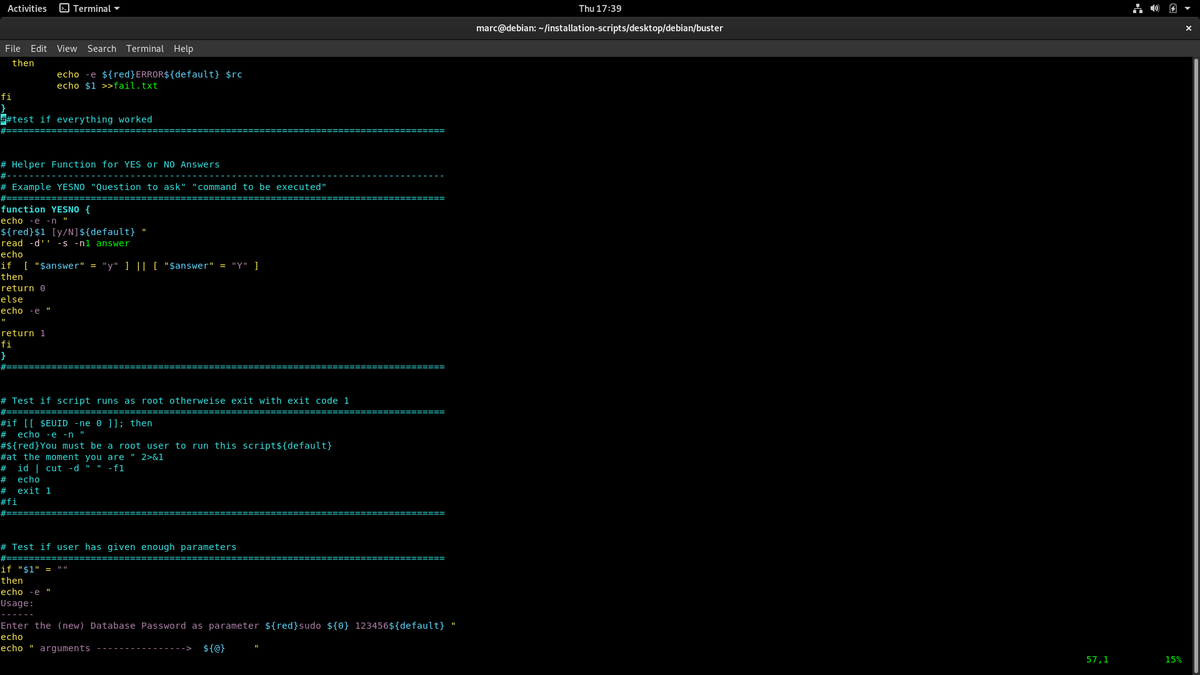 Activities Terminal Thu 17:39
marc@debian: ~/installation-scripts/desktop/debian/buster ×
File Edit View Search Terminal Help
then
echo -e ${red}ERROR${default} $rc
echo $1 >>fail.txt
fi
}
##test if everything worked
#==============================================================================
# Helper Function for YES or NO Answers
#------------------------------------------------------------------------------
# Example YESNO "Question to ask" "command to be executed"
#==============================================================================
function YESNO {
echo -e -n "
${red}$1 [y/N]${default} "
read -d'' -s -n1 answer
echo
if  [ "$answer" = "y" ] || [ "$answer" = "Y" ]
then
return 0
else
echo -e "
"
return 1
fi
}
#==============================================================================
# Test if script runs as root otherweise exit with exit code 1
#==============================================================================
#if [[ $EUID -ne 0 ]]; then
#  echo -e -n "
#${red}You must be a root user to run this script${default}
#at the moment you are " 2>&1
#  id | cut -d " " -f1
#  echo
#  exit 1
#fi
#==============================================================================
# Test if user has given enough parameters
#==============================================================================
if "$1" = ""
then
echo -e "
Usage:
------
Enter the (new) Database Password as parameter ${red}sudo ${0} 123456${default} "
echo
echo " arguments ---------------->  ${@}     "
57,1 15%